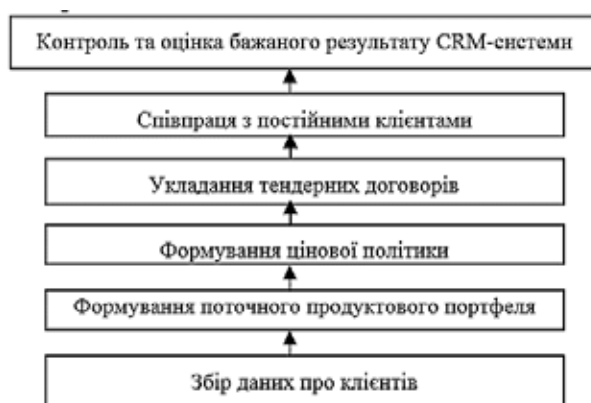 Контроль та оцінка бажаного результату CRM-системи
Співпраця з постійними клієнтами
Укладання тендерних договорів
Формування цінової політики
Формування поточного продуктового портфеля
Збір даних про клієнтів